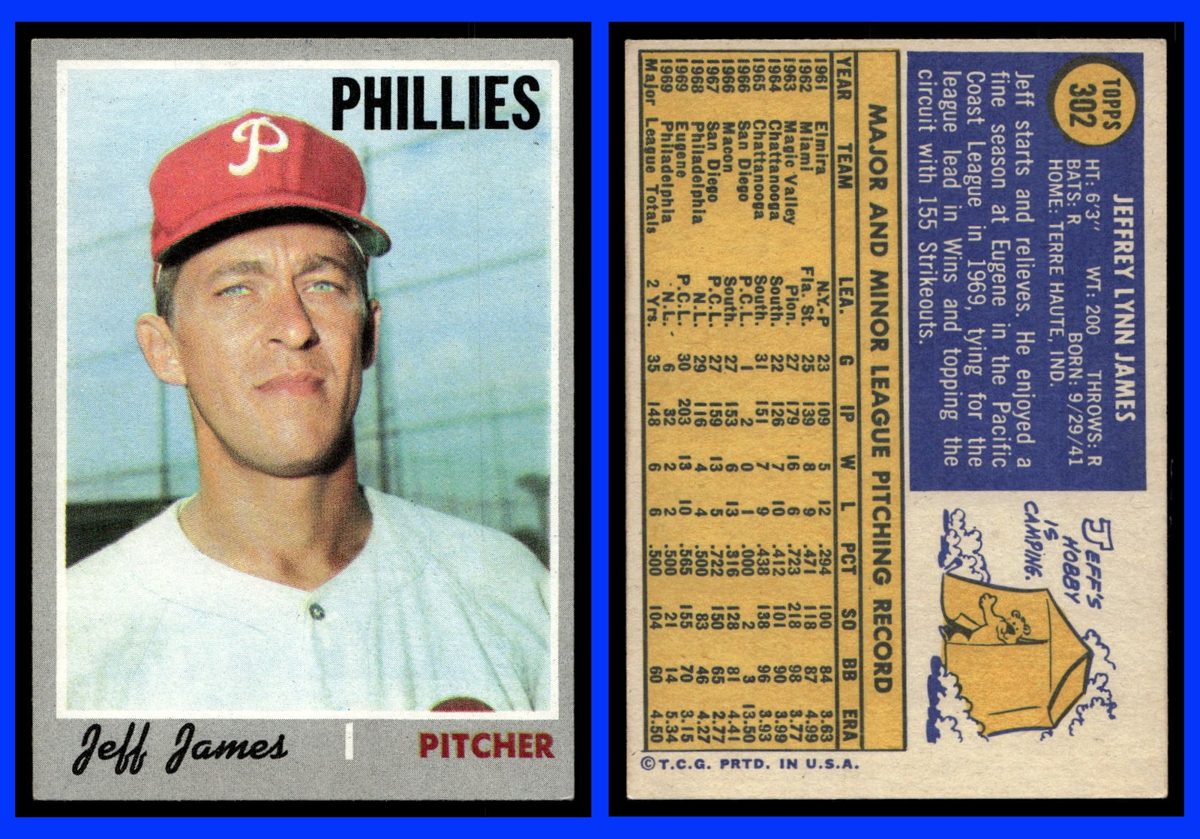 PHILLIES
P
Jeff James
PITCHER
TOPPS
302
JEFFREY LYNN JAMES
HT: 6'3" WT: 200 THROWS: R
BATS: R BORN: 9/29/41
HOME: TERRE HAUTE, IND.
Jeff starts and relieves. He enjoyed a
fine season at Eugene in the Pacific
Coast League in 1969, tying for the
league lead in Wins and topping the
circuit with 155 Strikeouts.
JEFF'S
HOBBY
IS
CAMPING.
MAJOR AND MINOR LEAGUE PITCHING RECORD
YEAR TEAM LEA. G IP W L PCT SO BB ERA
1961 Elmira N.Y.-P 23 109 5 12 .294 100 84 3.63
1962 Miami Fla. St. 25 139 8 9 .471 118 87 4.99
1963 Magic Valley Pion. 27 179 16 6 .723 218 98 3.77
1964 Chattanooga South. 22 126 7 10 .412 101 90 3.99
1965 Chattanooga South. 31 151 7 9 .438 138 96 3.93
1966 San Diego P.C.L. 1 2 0 1 .000 2 3 13.50
1966 Macon South. 27 153 6 13 .316 128 81 4.41
1967 San Diego P.C.L. 27 159 13 5 .722 150 65 2.77
1968 Philadelphia N.L. 29 116 4 4 .500 83 46 4.27
1969 Eugene P.C.L. 30 203 13 10 .565 155 70 3.15
1969 Philadelphia N.L. 6 32 2 2 .500 21 14 5.34
Major League Totals 2 Yrs. 35 148 6 6 .500 104 60 4.50
©T.C.G. PRTD. IN U.S.A.